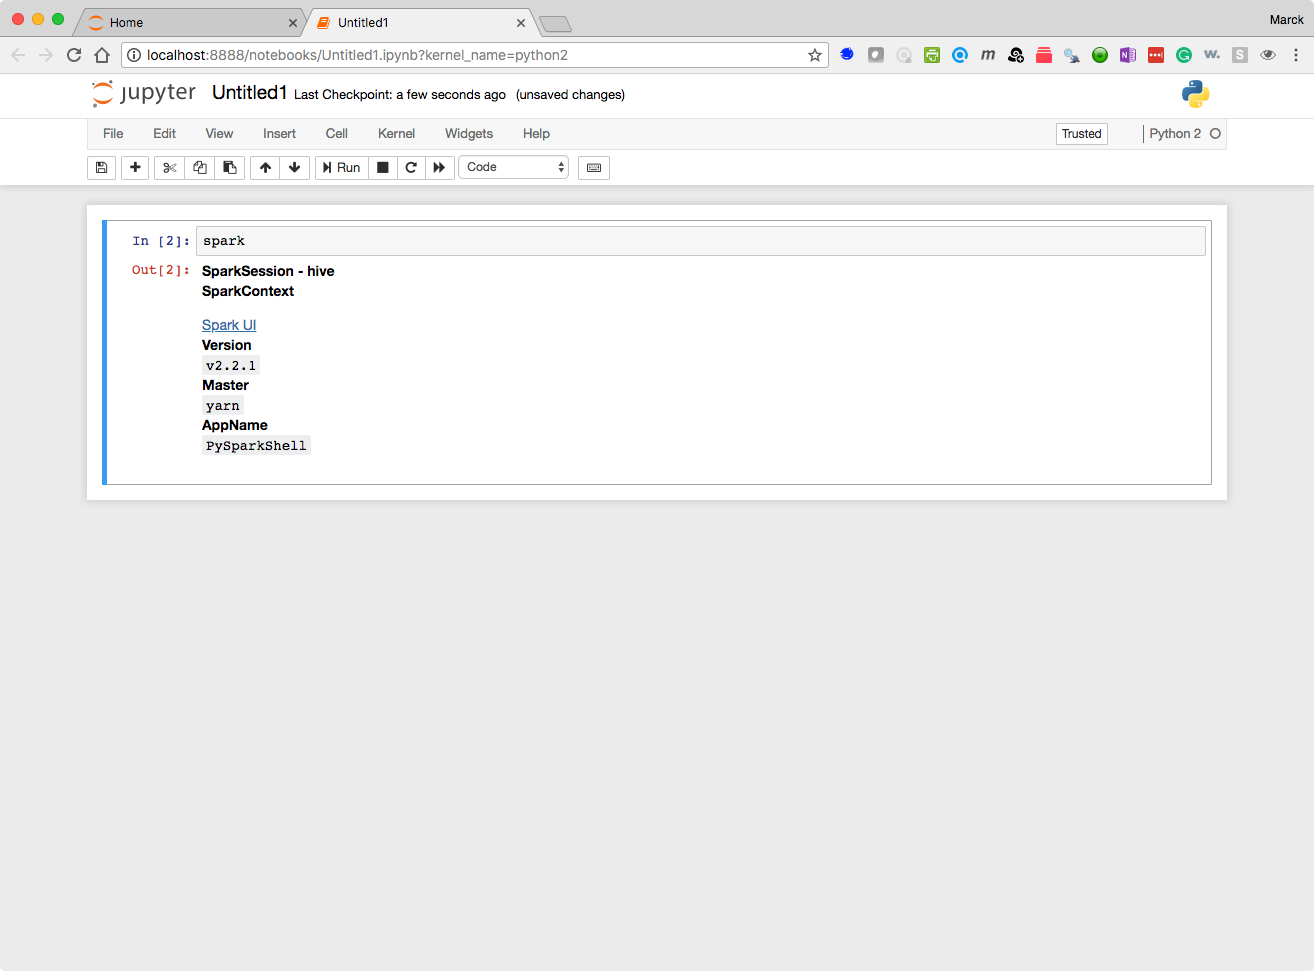 Home
Untitled1
Marck
localhost:8888/notebooks/Untitled1.ipynb?kernel_name=python2
jupyter Untitled1 Last Checkpoint: a few seconds ago (unsaved changes)
File Edit View Insert Cell Kernel Widgets Help Trusted Python 2
Run Code
In [2]: spark
Out[2]: SparkSession - hive
SparkContext
Spark UI
Version
v2.2.1
Master
yarn
AppName
PySparkShell